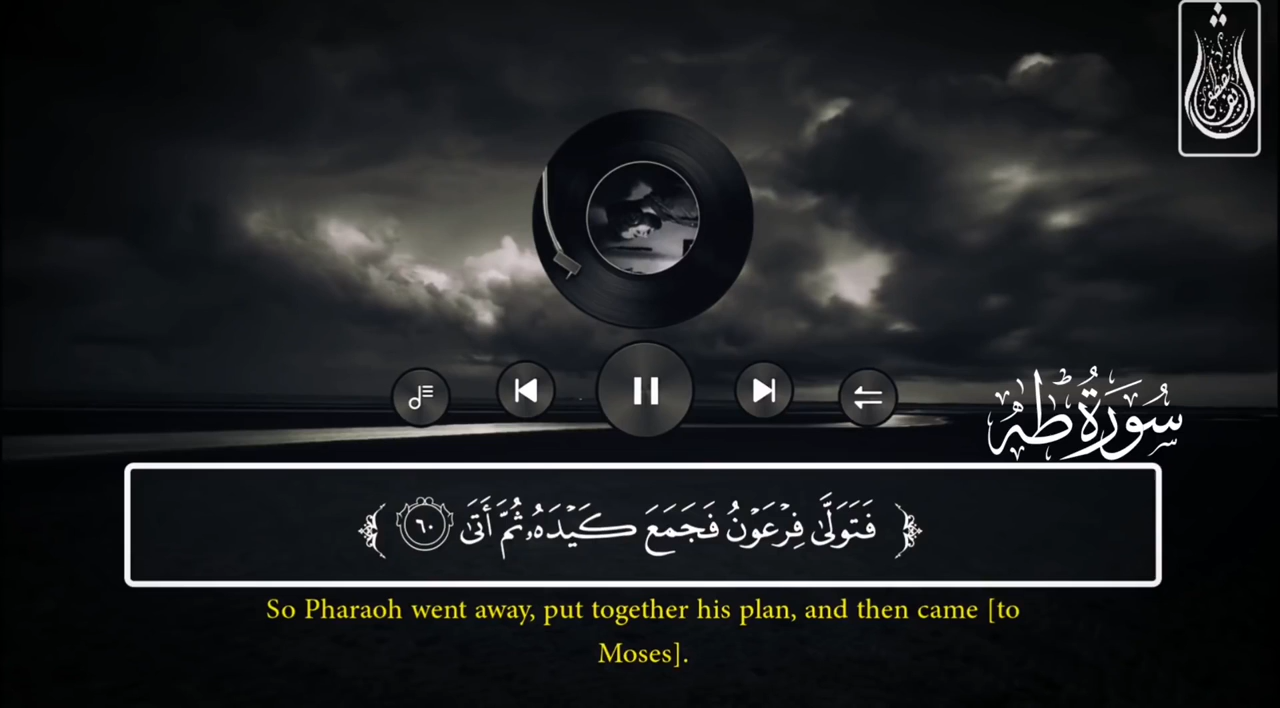 سُورَةُ طه
﴿ فَتَوَلَّىٰ فِرْعَوْنُ فَجَمَعَ كَيْدَهُۥ ثُمَّ أَتَىٰ ٦٠ ﴾
So Pharaoh went away, put together his plan, and then came [to
Moses].